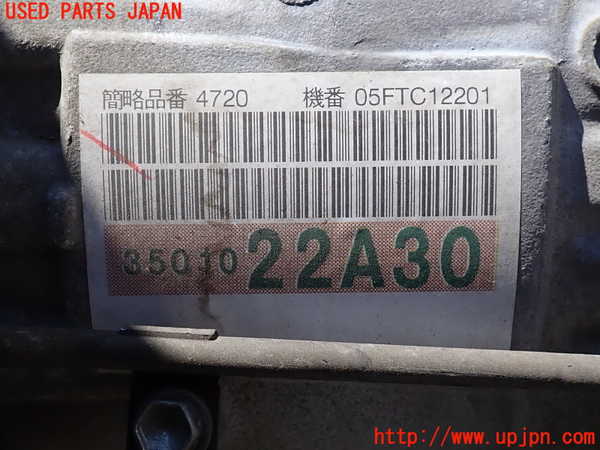 USED PARTS JAPAN
簡略品番 4720 機番 05FTC12201
35010 22A30
http://www.upjpn.com/